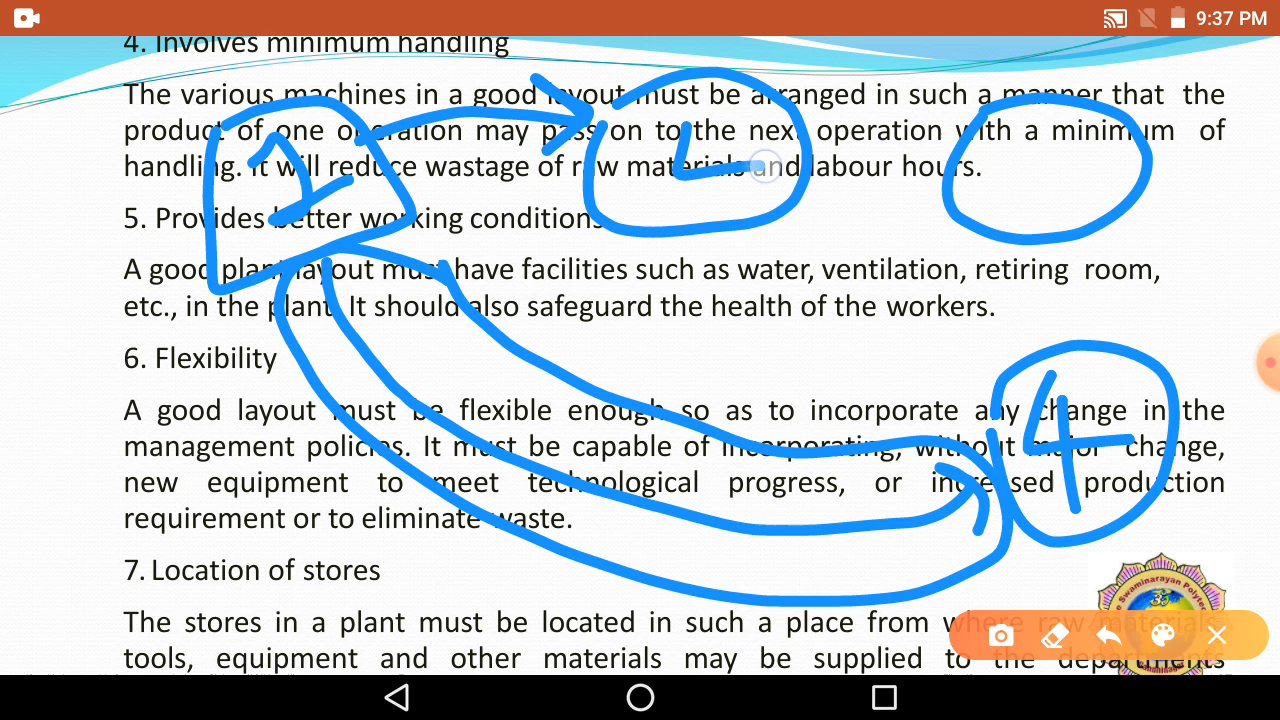 9:37 PM
4. Involves minimum handling
The various machines in a good layout must be arranged in such a manner that the
product of one operation may pass on to the next operation with a minimum of
handling. It will reduce wastage of raw materials and labour hours.
5. Provides better working conditions
A good plant layout must have facilities such as water, ventilation, retiring room,
etc., in the plant. It should also safeguard the health of the workers.
6. Flexibility
A good layout must be flexible enough so as to incorporate any change in the
management policies. It must be capable of incorporating, without major change,
new equipment to meet technological progress, or increased production
requirement or to eliminate waste.
4
7. Location of stores
The stores in a plant must be located in such a place from where raw materials,
tools, equipment and other materials may be supplied to the departments